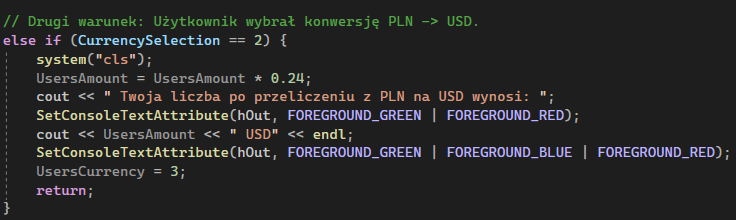 // Drugi warunek: Użytkownik wybrał konwersję PLN -> USD.
else if (CurrencySelection == 2) {
    system("cls");
    UsersAmount = UsersAmount * 0.24;
    cout << " Twoja liczba po przeliczeniu z PLN na USD wynosi: ";
    SetConsoleTextAttribute(hOut, FOREGROUND_GREEN | FOREGROUND_RED);
    cout << UsersAmount << " USD" << endl;
    SetConsoleTextAttribute(hOut, FOREGROUND_GREEN | FOREGROUND_BLUE | FOREGROUND_RED);
    UsersCurrency = 3;
    return;
}